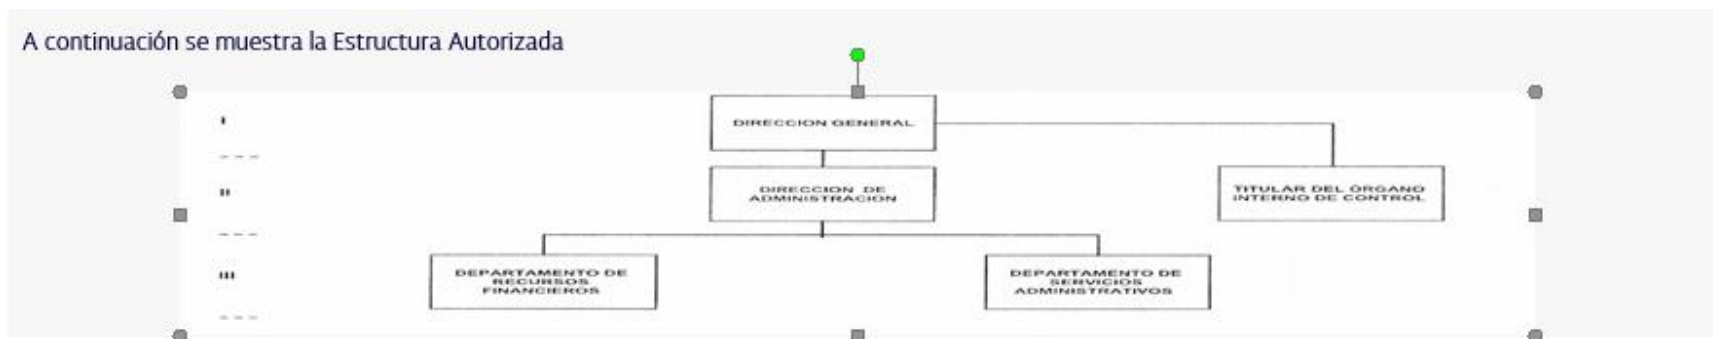 A continuación se muestra la Estructura Autorizada
I
DIRECCION GENERAL
II
DIRECCION DE
ADMINISTRACION
TITULAR DEL ÓRGANO
INTERNO DE CONTROL
III
DEPARTAMENTO DE
RECURSOS
FINANCIEROS
DEPARTAMENTO DE
SERVICIOS
ADMINISTRATIVOS